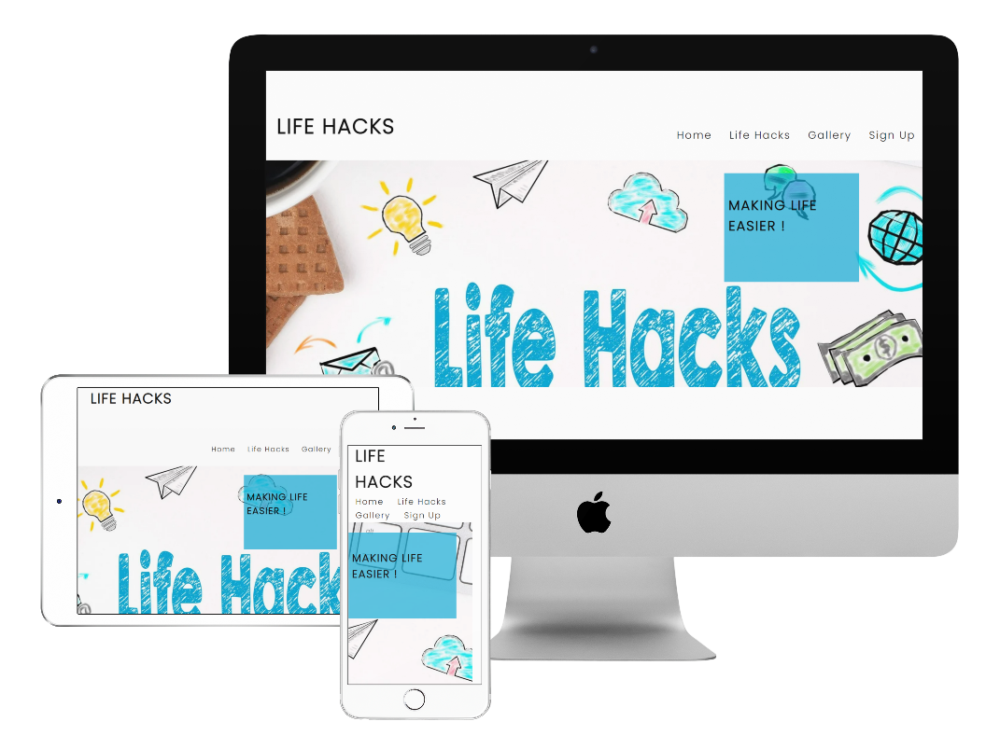 LIFE HACKS
Home Life Hacks Gallery Sign Up
MAKING LIFE
EASIER !
Life Hacks
LIFE HACKS
Home Life Hacks Gallery
MAKING LIFE
EASIER !
Life Hack
LIFE
HACKS
Home Life Hacks
Gallery Sign Up
MAKING LIFE
EASIER !